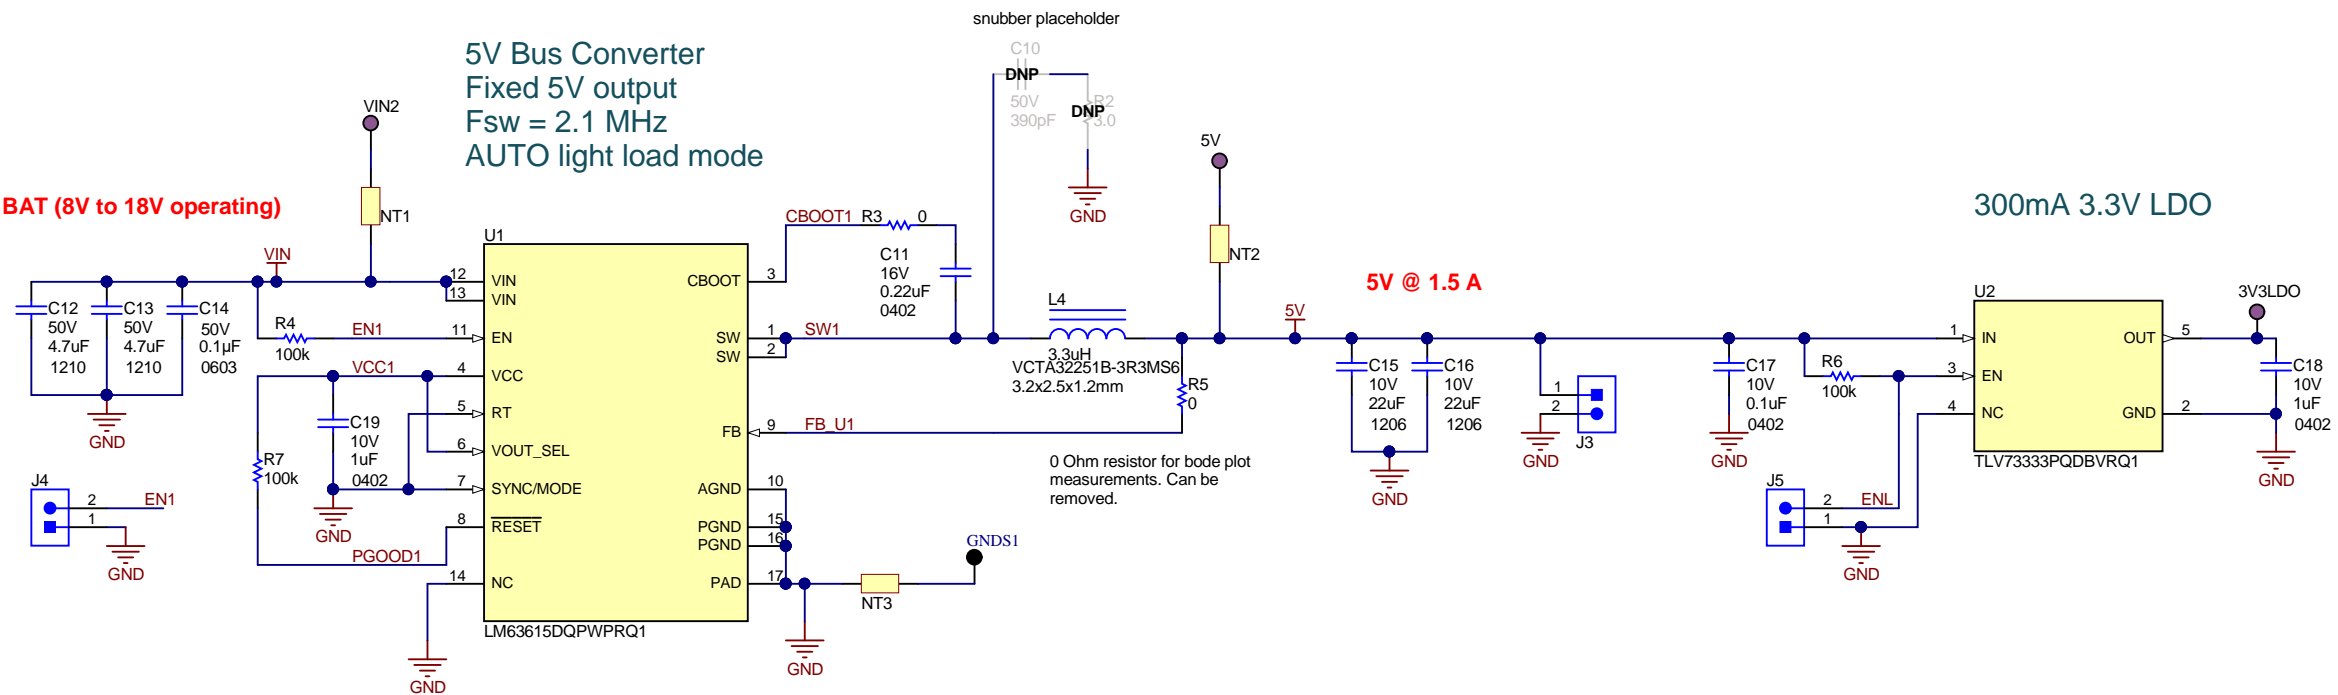 snubber placeholder
5V Bus Converter
Fixed 5V output
Fsw = 2.1 MHz
AUTO light load mode
C10
DNP
50V
390pF
R2
DNP
3.0
GND
VIN2
NT1
BAT (8V to 18V operating)
VIN
C12
50V
4.7uF
1210
C13
50V
4.7uF
1210
C14
50V
0.1µF
0603
GND
R4
100k
EN1
VCC1
C19
10V
1uF
0402
GND
R7
100k
PGOOD1
J4
2
1
EN1
GND
GND
U1
12
VIN
13
VIN
11
EN
4
VCC
5
RT
6
VOUT_SEL
7
SYNC/MODE
8
RESET
14
NC
CBOOT
3
SW
1
SW
2
FB
9
AGND
10
PGND
15
PGND
16
PAD
17
LM63615DQPWPRQ1
CBOOT1
R3
0
C11
16V
0.22uF
0402
SW1
L4
3.3uH
VCTA32251B-3R3MS6
3.2x2.5x1.2mm
FB_U1
R5
0
0 Ohm resistor for bode plot
measurements. Can be
removed.
GNDS1
NT3
GND
5V
NT2
5V
5V @ 1.5 A
C15
10V
22uF
1206
C16
10V
22uF
1206
GND
1
2
J3
GND
C17
10V
0.1uF
0402
GND
R6
100k
J5
2
1
ENL
GND
300mA 3.3V LDO
U2
1
IN
3
EN
4
NC
OUT
5
GND
2
TLV73333PQDBVRQ1
3V3LDO
C18
10V
1uF
0402
GND